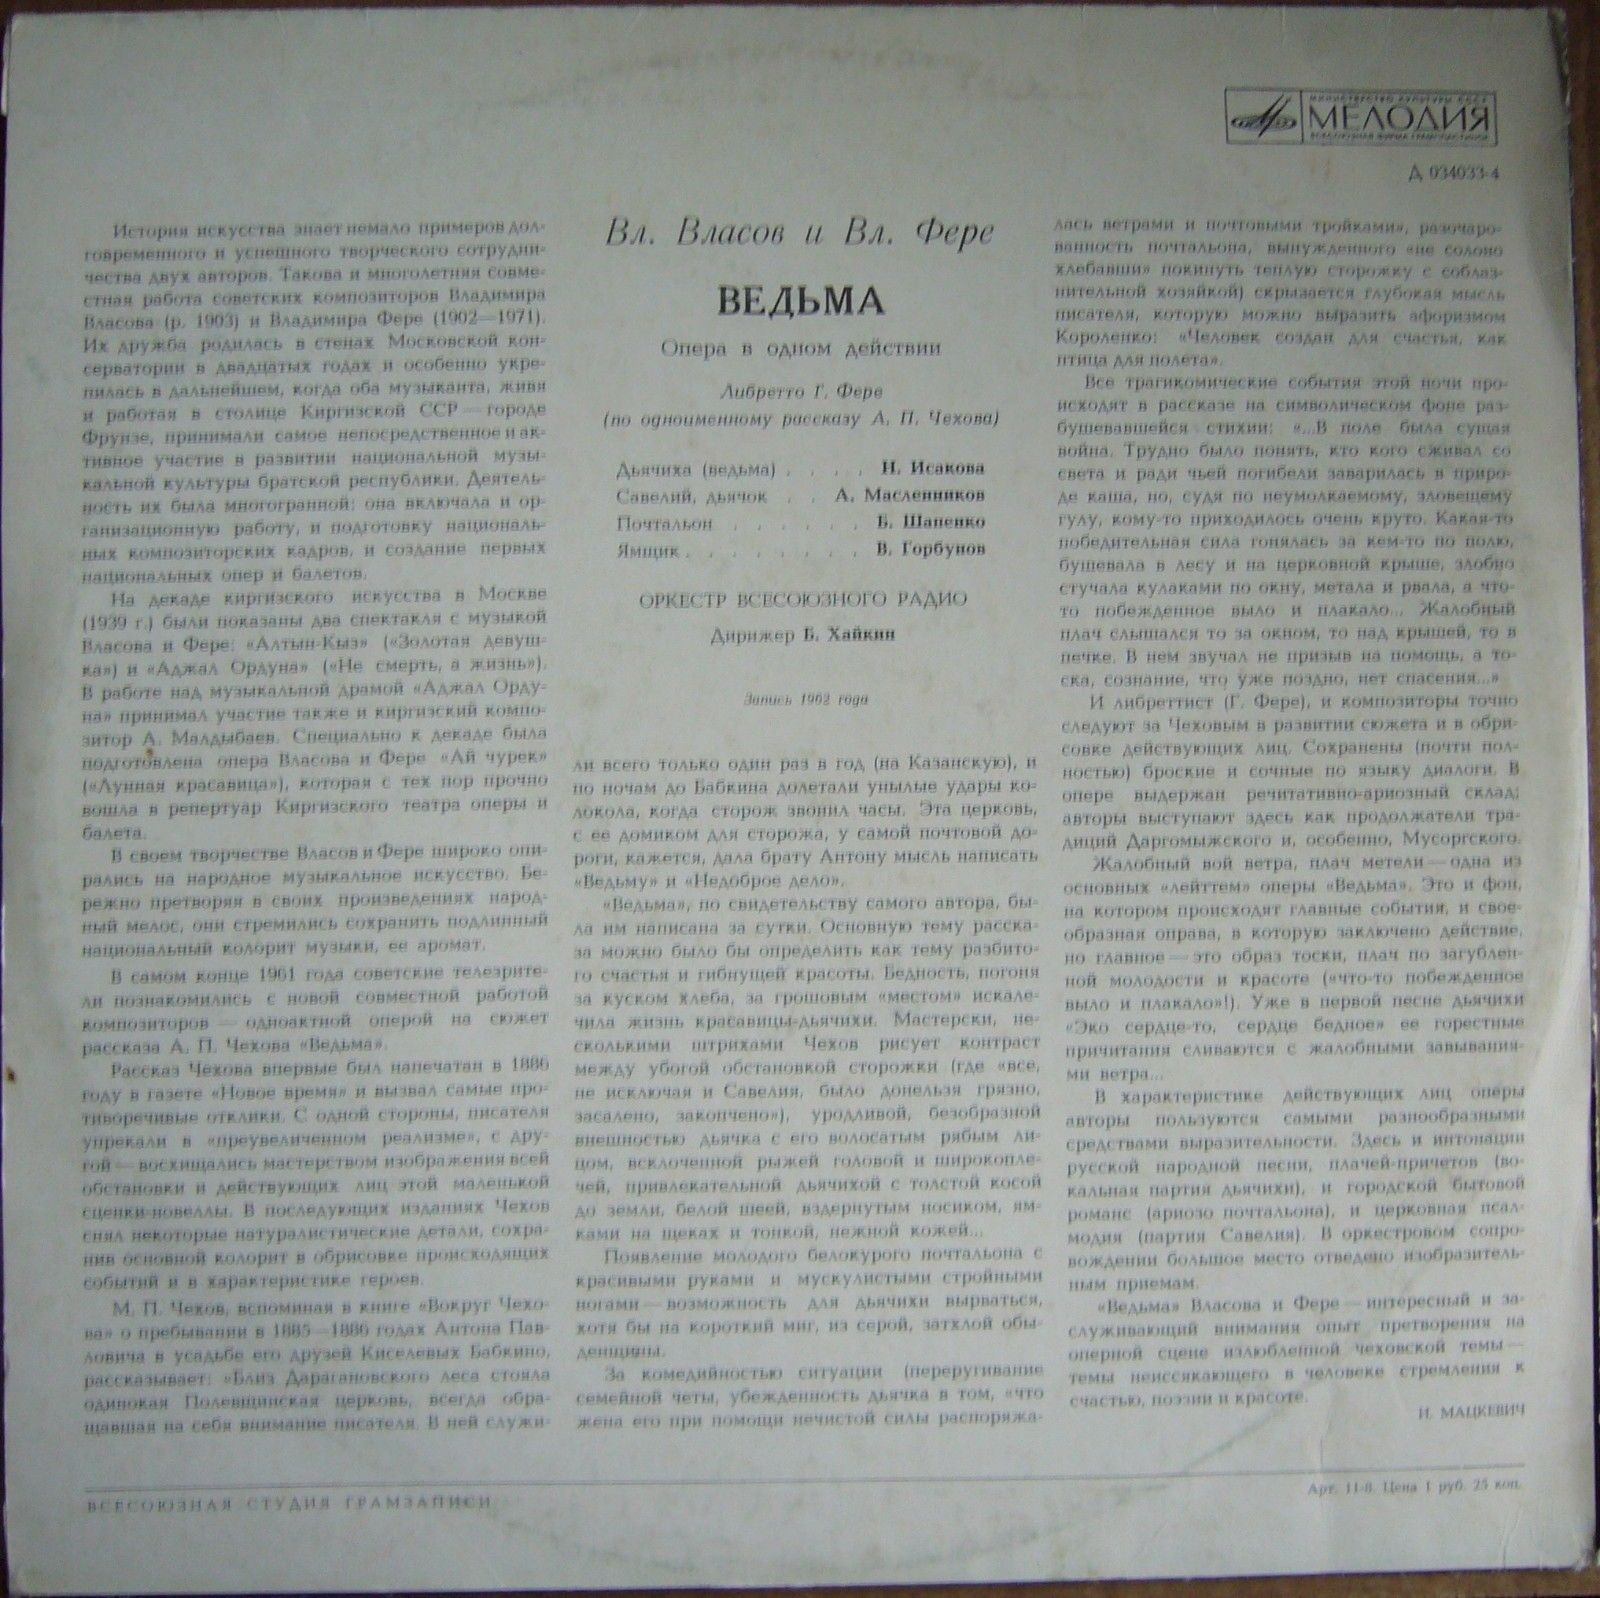 МИНИСТЕРСТВО КУЛЬТУРЫ СССР
МЕЛОДИЯ
ВСЕСОЮЗНАЯ ФИРМА ГРАМПЛАСТИНОК
Д 034033-4
История искусства знает немало примеров дол-
говременного и успешного творческого сотрудни-
чества двух авторов. Такова и многолетняя совме-
стная работа советских композиторов Владимира
Власова (р. 1903) и Владимира Фере (1902—1971).
Их дружба родилась в стенах Московской кон-
серватории в двадцатых годах и особенно укре-
пилась в дальнейшем, когда оба музыканта, живя
и работая в столице Киргизской ССР — городе
Фрунзе, принимали самое непосредственное и ак-
тивное участие в развитии национальной музы-
кальной культуры братской республики. Деятель-
ность их была многогранной: она включала и ор-
ганизационную работу, и подготовку националь-
ных композиторских кадров, и создание первых
национальных опер и балетов.
На декаде киргизского искусства в Москве
(1939 г.) были показаны два спектакля с музыкой
Власова и Фере: «Алтын-Кыз» («Золотая девуш-
ка») и «Аджал Ордуна» («Не смерть, а жизнь»).
В работе над музыкальной драмой «Аджал Орду-
на» принимал участие также и киргизский компо-
зитор А. Малдыбаев. Специально к декаде была
подготовлена опера Власова и Фере «Ай чурек»
(«Лунная красавица»), которая с тех пор прочно
вошла в репертуар Киргизского театра оперы и
балета.
В своем творчестве Власов и Фере широко опи-
рались на народное музыкальное искусство. Бе-
режно претворяя в своих произведениях народ-
ный мелос, они стремились сохранить подлинный
национальный колорит музыки, ее аромат.
В самом конце 1961 года советские телезрите-
ли познакомились с новой совместной работой
композиторов — одноактной оперой на сюжет
рассказа А. П. Чехова «Ведьма».
Рассказ Чехова впервые был напечатан в 1886
году в газете «Новое время» и вызвал самые про-
тиворечивые отклики. С одной стороны, писателя
упрекали в «преувеличенном реализме», с дру-
гой — восхищались мастерством изображения всей
обстановки и действующих лиц этой маленькой
сценки-новеллы. В последующих изданиях Чехов
снял некоторые натуралистические детали, сохра-
нив основной колорит в обрисовке происходящих
событий и в характеристике героев.
М. П. Чехов, вспоминая в книге «Вокруг Чехо-
ва» о пребывании в 1885—1886 годах Антона Пав-
ловича в усадьбе его друзей Киселевых Бабкино,
рассказывает: «Близ Дарагановского леса стояла
одинокая Полевщинская церковь, всегда обра-
щавшая на себя внимание писателя. В ней служи-
Вл. Власов и Вл. Фере
ВЕДЬМА
Опера в одном действии
Либретто Г. Фере
(по одноименному рассказу А. П. Чехова)
Дьячиха (ведьма) . . . . Н. Исакова
Савелий, дьячок . . А. Масленников
Почтальон . . . . . . Б. Шапенко
Ямщик . . . . . . . . В. Горбунов
ОРКЕСТР ВСЕСОЮЗНОГО РАДИО
Дирижер Б. Хайкин
Запись 1962 года
ли всего только один раз в год (на Казанскую), и
по ночам до Бабкина долетали унылые удары ко-
локола, когда сторож звонил часы. Эта церковь,
с ее домиком для сторожа, у самой почтовой до-
роги, кажется, дала брату Антону мысль написать
«Ведьму» и «Недоброе дело».
«Ведьма», по свидетельству самого автора, бы-
ла им написана за сутки. Основную тему расска-
за можно было бы определить как тему разбито-
го счастья и гибнущей красоты. Бедность, погоня
за куском хлеба, за грошовым «местом» искале-
чила жизнь красавицы-дьячихи. Мастерски, не-
сколькими штрихами Чехов рисует контраст
между убогой обстановкой сторожки (где «все,
не исключая и Савелия, было донельзя грязно,
засалено, закопчено»), уродливой, безобразной
внешностью дьячка с его волосатым рябым ли-
цом, всклоченной рыжей головой и широкопле-
чей, привлекательной дьячихой с толстой косой
до земли, белой шеей, вздернутым носиком, ям-
ками на щеках и тонкой, нежной кожей...
Появление молодого белокурого почтальона с
красивыми руками и мускулистыми стройными
ногами — возможность для дьячихи вырваться,
хотя бы на короткий миг, из серой, затхлой обы-
денщины.
За комедийностью ситуации (переругивание
семейной четы, убежденность дьячка в том, «что
жена его при помощи нечистой силы распоряжа-
лась ветрами и почтовыми тройками», разочаро-
ванность почтальона, вынужденного «не солоно
хлебавши» покинуть теплую сторожку с соблаз-
нительной хозяйкой) скрывается глубокая мысль
писателя, которую можно выразить афоризмом
Короленко: «Человек создан для счастья, как
птица для полета».
Все трагикомические события этой ночи про-
исходят в рассказе на символическом фоне раз-
бушевавшейся стихии: «...В поле была сущая
война. Трудно было понять, кто кого сживал со
света и ради чьей погибели заварилась в приро-
де каша, но, судя по неумолкаемому, зловещему
гулу, кому-то приходилось очень круто. Какая-то
победительная сила гонялась за кем-то по полю,
бушевала в лесу и на церковной крыше, злобно
стучала кулаками по окну, метала и рвала, а что-
то побежденное выло и плакало... Жалобный
плач слышался то за окном, то над крышей, то в
печке. В нем звучал не призыв на помощь, а то-
ска, сознание, что уже поздно, нет спасения...»
И либреттист (Г. Фере), и композиторы точно
следуют за Чеховым в развитии сюжета и в обри-
совке действующих лиц. Сохранены (почти пол-
ностью) броские и сочные по языку диалоги. В
опере выдержан речитативно-ариозный склад;
авторы выступают здесь как продолжатели тра-
диций Даргомыжского и, особенно, Мусоргского.
Жалобный вой ветра, плач метели — одна из
основных «лейттем» оперы «Ведьма». Это и фон,
на котором происходят главные события, и свое-
образная оправа, в которую заключено действие,
но главное — это образ тоски, плач по загублен-
ной молодости и красоте («что-то побежденное
выло и плакало»!). Уже в первой песне дьячихи
«Эко сердце-то, сердце бедное» ее горестные
причитания сливаются с жалобными завывания-
ми ветра...
В характеристике действующих лиц оперы
авторы пользуются самыми разнообразными
средствами выразительности. Здесь и интонации
русской народной песни, плачей-причетов (во-
кальная партия дьячихи), и городской бытовой
романс (ариозо почтальона), и церковная псал-
модия (партия Савелия). В оркестровом сопро-
вождении большое место отведено изобразитель-
ным приемам.
«Ведьма» Власова и Фере — интересный и за-
служивающий внимания опыт претворения на
оперной сцене излюбленной чеховской темы —
темы неиссякающего в человеке стремления к
счастью, поэзии и красоте.
И. МАЦКЕВИЧ
ВСЕСОЮЗНАЯ СТУДИЯ ГРАМЗАПИСИ
Арт. 11-8. Цена 1 руб. 25 коп.